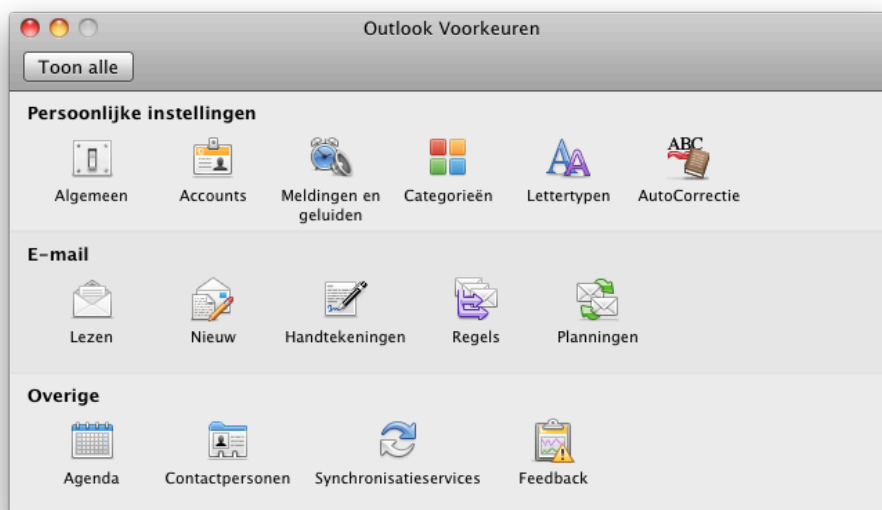 Outlook Voorkeuren
Toon alle
Persoonlijke instellingen
ABC
Algemeen Accounts Meldingen en geluiden Categorieën Lettertypen AutoCorrectie
E-mail
Lezen Nieuw Handtekeningen Regels Planningen
Overige
Agenda Contactpersonen Synchronisatieservices Feedback